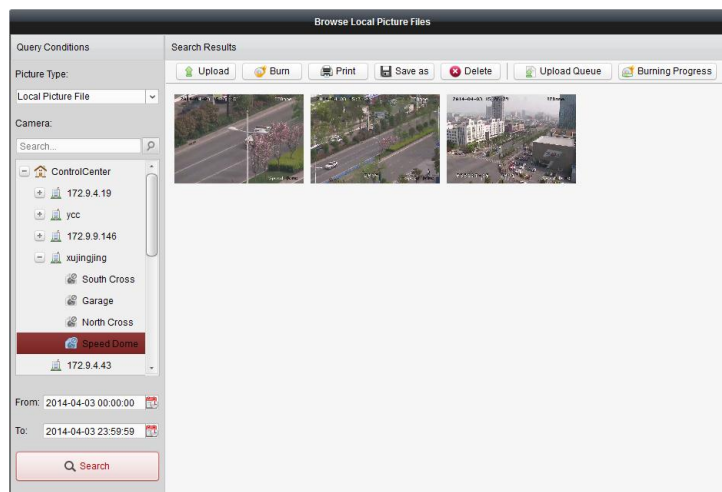 Browse Local Picture Files
Query Conditions
Search Results
Upload
Burn
Print
Save as
Delete
Upload Queue
Burning Progress
Picture Type:
Local Picture File
Camera:
Search...
ControlCenter
172.9.4.19
ycc
172.9.9.146
xujingjing
South Cross
Garage
North Cross
Speed Dome
172.9.4.43
From: 2014-04-03 00:00:00
To: 2014-04-03 23:59:59
Search